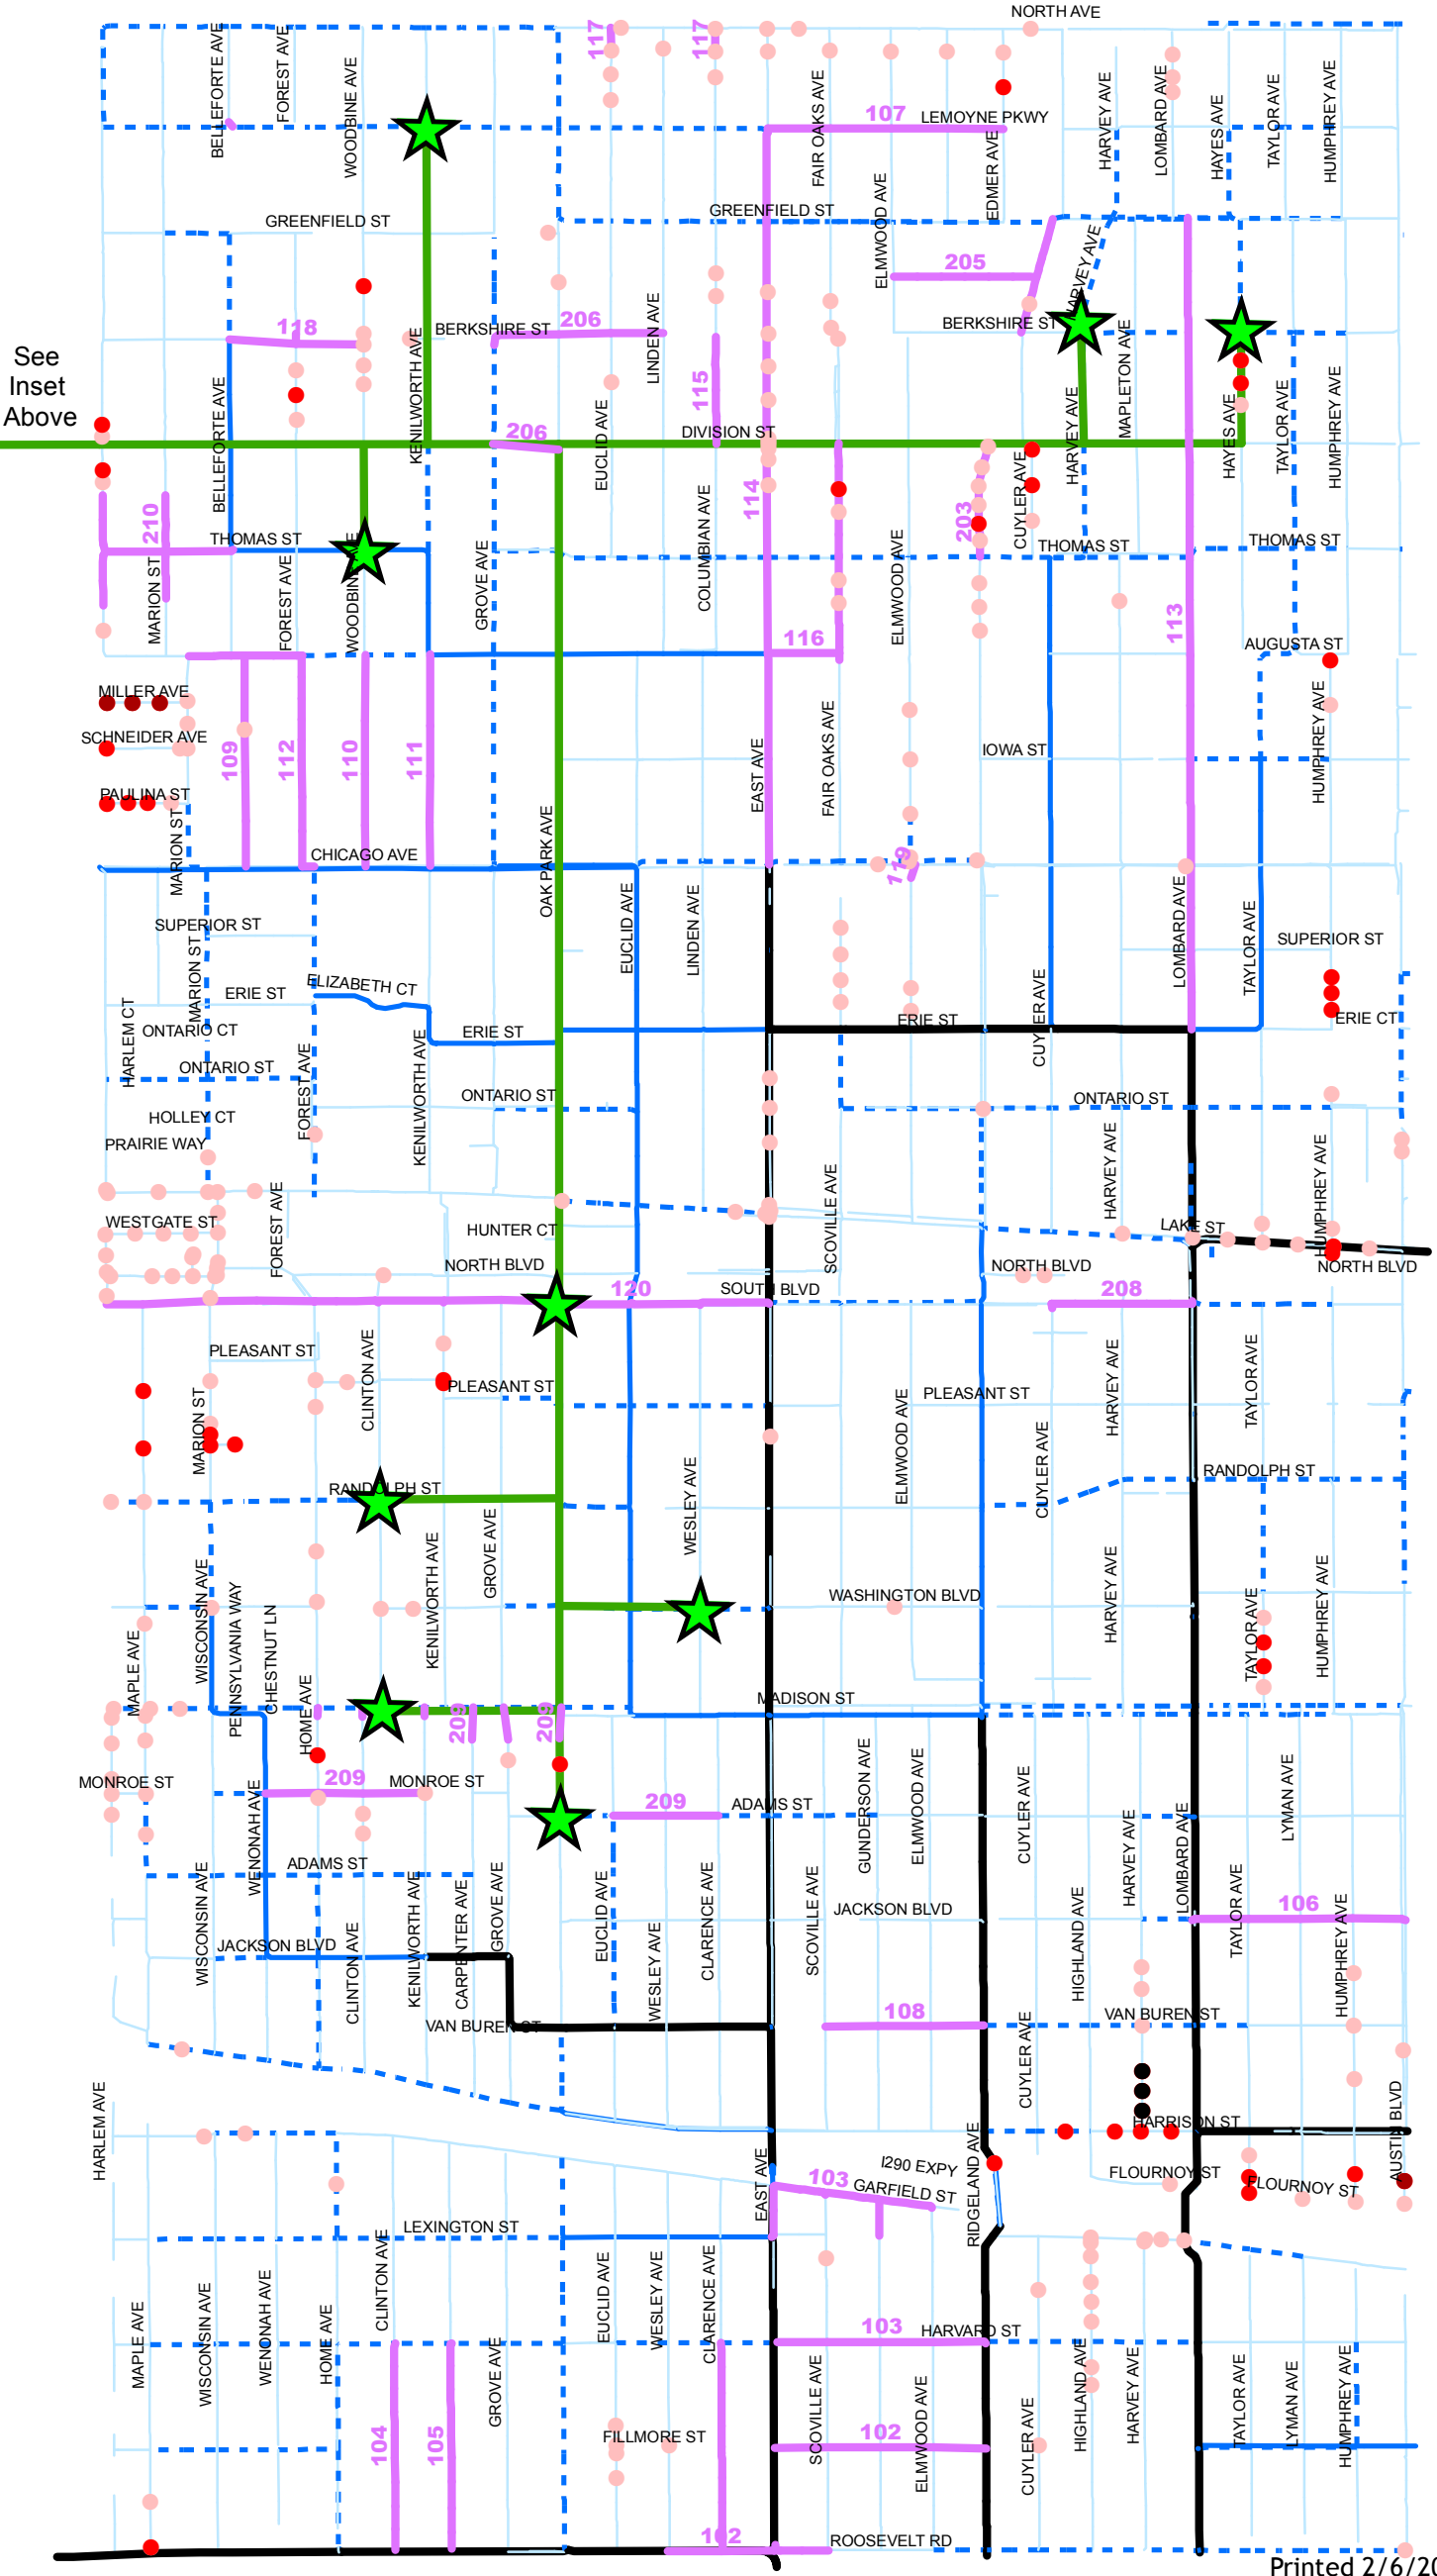 NORTH AVE
117
117
BELLEFORTE AVE
FOREST AVE
WOODBINE AVE
FAIR OAKS AVE
107
LEMOYNE PKWY
EDMER AVE
HARVEY AVE
LOMBARD AVE
HAYES AVE
TAYLOR AVE
HUMPHREY AVE
GREENFIELD ST
GREENFIELD ST
ELMWOOD AVE
205
HARVEY AVE
118
BERKSHIRE ST
206
LINDEN AVE
BERKSHIRE ST
MAPLETON AVE
See
Inset
Above
KENILWORTH AVE
BELLEFORTE AVE
115
EUCLID AVE
206
DIVISION ST
HARVEY AVE
HAYES AVE
TAYLOR AVE
HUMPHREY AVE
210
THOMAS ST
MARION ST
FOREST AVE
WOODBINE AVE
GROVE AVE
COLUMBIAN AVE
114
ELMWOOD AVE
203
CUYLER AVE
THOMAS ST
THOMAS ST
116
113
AUGUSTA ST
MILLER AVE
SCHNEIDER AVE
PAULINA ST
MARION ST
109
112
110
111
CHICAGO AVE
OAK PARK AVE
EAST AVE
FAIR OAKS AVE
IOWA ST
HUMPHREY AVE
119
SUPERIOR ST
MARION ST
EUCLID AVE
LINDEN AVE
LOMBARD AVE
TAYLOR AVE
SUPERIOR ST
ERIE ST
ELIZABETH CT
HARLEM CT
ONTARIO CT
ERIE ST
ERIE ST
CUYLER AVE
ERIE CT
ONTARIO ST
FOREST AVE
KENILWORTH AVE
ONTARIO ST
ONTARIO ST
HOLLEY CT
PRAIRIE WAY
HARVEY AVE
HUMPHREY AVE
WESTGATE ST
FOREST AVE
HUNTER CT
SCOVILLE AVE
LAKE ST
NORTH BLVD
NORTH BLVD
NORTH BLVD
120
SOUTH BLVD
208
PLEASANT ST
CLINTON AVE
PLEASANT ST
PLEASANT ST
HARVEY AVE
TAYLOR AVE
MARION ST
ELMWOOD AVE
CUYLER AVE
RANDOLPH ST
RANDOLPH ST
WESLEY AVE
GROVE AVE
KENILWORTH AVE
WISCONSIN AVE
WASHINGTON BLVD
HARVEY AVE
HUMPHREY AVE
TAYLOR AVE
MAPLE AVE
PENNSYLVANIA WAY
CHESTNUT LN
HOME AVE
209
209
MADISON ST
MONROE ST
209
MONROE ST
WENONAH AVE
209
ADAMS ST
GUNDERSON AVE
ELMWOOD AVE
CUYLER AVE
HARVEY AVE
LOMBARD AVE
LYMAN AVE
ADAMS ST
WISCONSIN AVE
CLINTON AVE
KENILWORTH AVE
CARPENTER AVE
GROVE AVE
EUCLID AVE
WESLEY AVE
CLARENCE AVE
SCOVILLE AVE
JACKSON BLVD
HIGHLAND AVE
TAYLOR AVE
106
HUMPHREY AVE
JACKSON BLVD
VAN BUREN ST
108
CUYLER AVE
VAN BUREN ST
HARLEM AVE
HARRISON ST
AUSTIN BLVD
EAST AVE
103
I290 EXPY
GARFIELD ST
RIDGELAND AVE
FLOURNOY ST
FLOURNOY ST
LEXINGTON ST
CLINTON AVE
MAPLE AVE
WISCONSIN AVE
WENONAH AVE
HOME AVE
GROVE AVE
EUCLID AVE
WESLEY AVE
CLARENCE AVE
103
HARVARD ST
104
105
FILLMORE ST
SCOVILLE AVE
102
ELMWOOD AVE
CUYLER AVE
HIGHLAND AVE
HARVEY AVE
TAYLOR AVE
LYMAN AVE
HUMPHREY AVE
102
ROOSEVELT RD
Printed 2/6/20